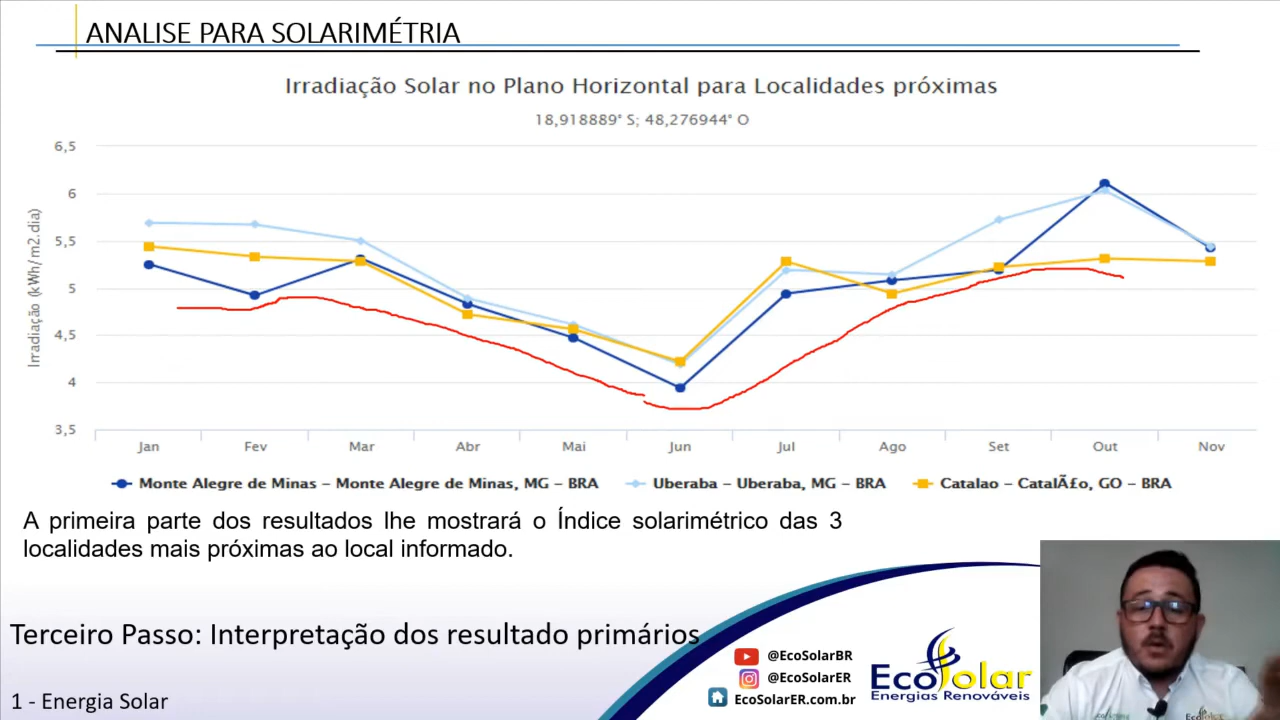 ANALISE PARA SOLARIMÉTRIA
Irradiação Solar no Plano Horizontal para Localidades próximas
18,918889° S; 48,276944° O
6,5
6
5,5
5
4,5
4
3,5
Irradiação (kWh/m2.dia)
Jan Fev Mar Abr Mai Jun Jul Ago Set Out Nov
Monte Alegre de Minas - Monte Alegre de Minas, MG - BRA Uberaba - Uberaba, MG - BRA Catalao - CatalÃ£o, GO - BRA
A primeira parte dos resultados lhe mostrará o Índice solarimétrico das 3
localidades mais próximas ao local informado.
Terceiro Passo: Interpretação dos resultado primários
@EcoSolarBR
@EcoSolarER
EcoSolarER.com.br
EcoSolar
Energias Renováveis
1 - Energia Solar